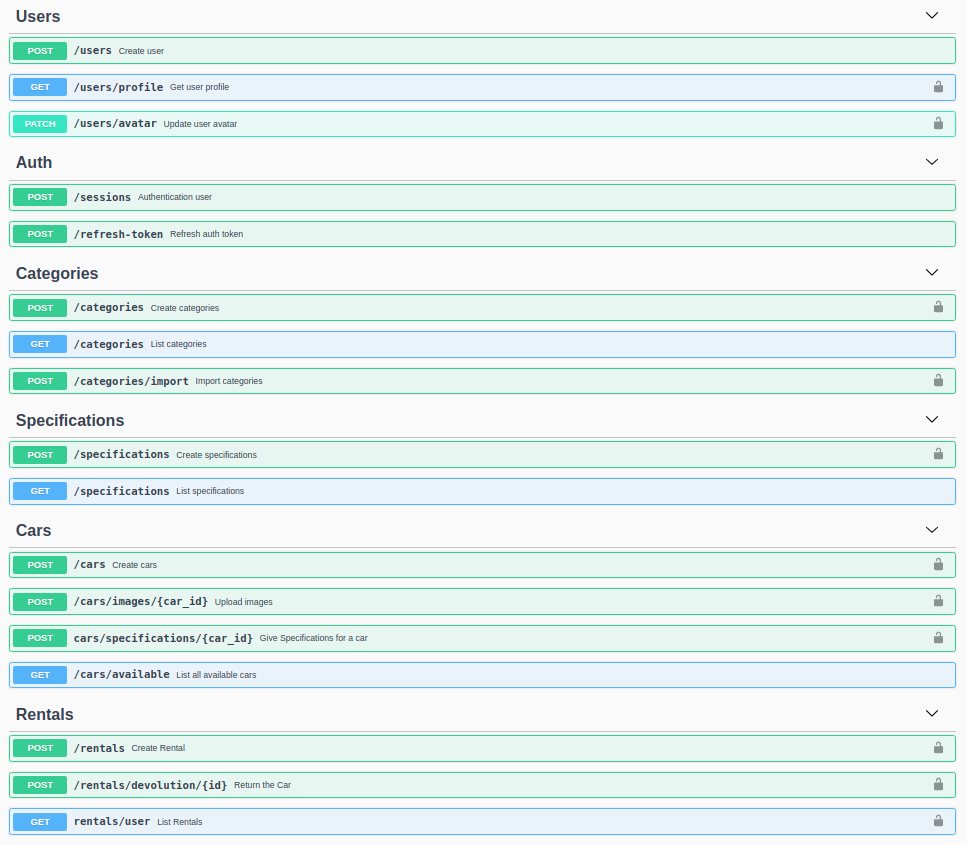 Users
POST /users Create user
GET /users/profile Get user profile
PATCH /users/avatar Update user avatar
Auth
POST /sessions Authentication user
POST /refresh-token Refresh auth token
Categories
POST /categories Create categories
GET /categories List categories
POST /categories/import Import categories
Specifications
POST /specifications Create specifications
GET /specifications List specifications
Cars
POST /cars Create cars
POST /cars/images/{car_id} Upload images
POST cars/specifications/{car_id} Give Specifications for a car
GET /cars/available List all available cars
Rentals
POST /rentals Create Rental
POST /rentals/devolution/{id} Return the Car
GET rentals/user List Rentals